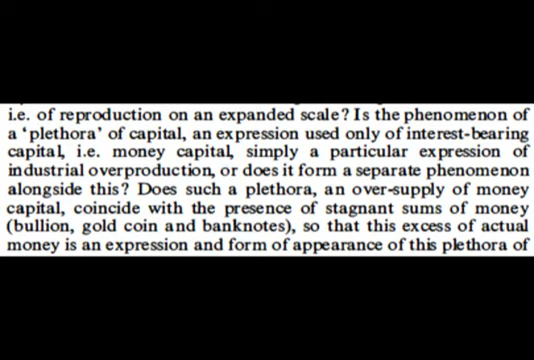 i.e. of reproduction on an expanded scale? Is the phenomenon of
a ‘plethora’ of capital, an expression used only of interest-bearing
capital, i.e. money capital, simply a particular expression of
industrial overproduction, or does it form a separate phenomenon
alongside this? Does such a plethora, an over-supply of money
capital, coincide with the presence of stagnant sums of money
(bullion, gold coin and banknotes), so that this excess of actual
money is an expression and form of appearance of this plethora of